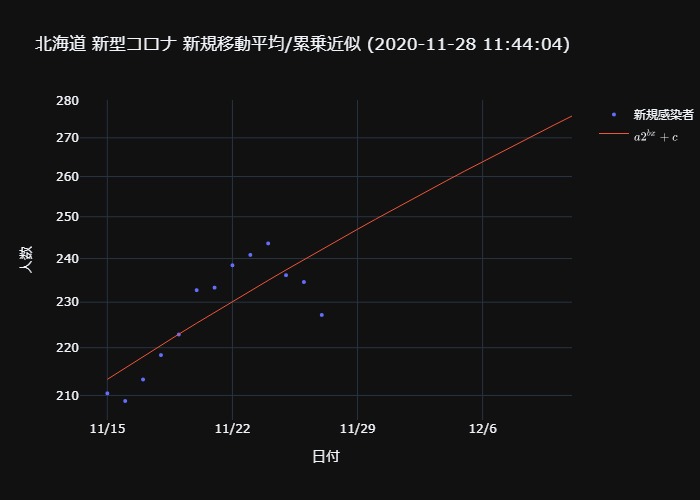 北海道 新型コロナ 新規移動平均/累乗近似 (2020-11-28 11:44:04)
新規感染者
a2^{bx} + c
280
270
260
250
240
230
220
210
人数
11/15
11/22
11/29
12/6
日付